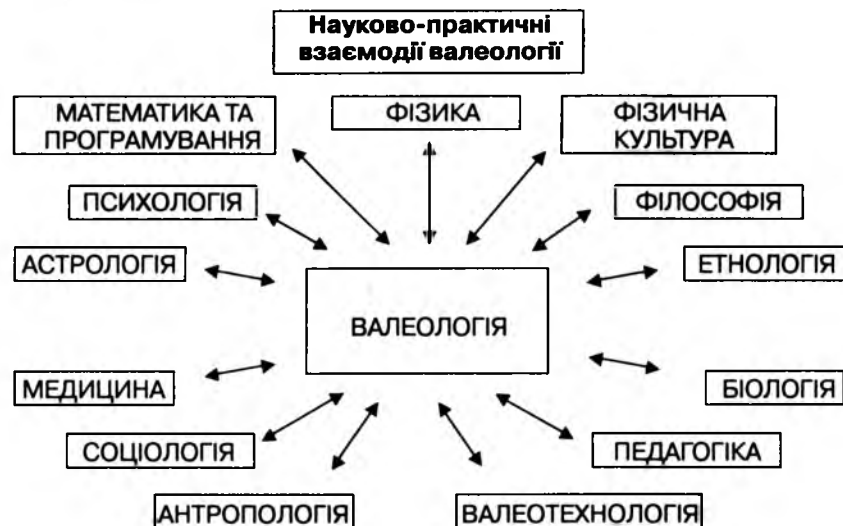 Науково-практичні
взаємодії валеології
МАТЕМАТИКА ТА
ПРОГРАМУВАННЯ
ФІЗИКА
ФІЗИЧНА
КУЛЬТУРА
ПСИХОЛОГІЯ
ФІЛОСОФІЯ
АСТРОЛОГІЯ
ЕТНОЛОГІЯ
ВАЛЕОЛОГІЯ
МЕДИЦИНА
БІОЛОГІЯ
СОЦІОЛОГІЯ
ПЕДАГОГІКА
АНТРОПОЛОГІЯ
ВАЛЕОТЕХНОЛОГІЯ